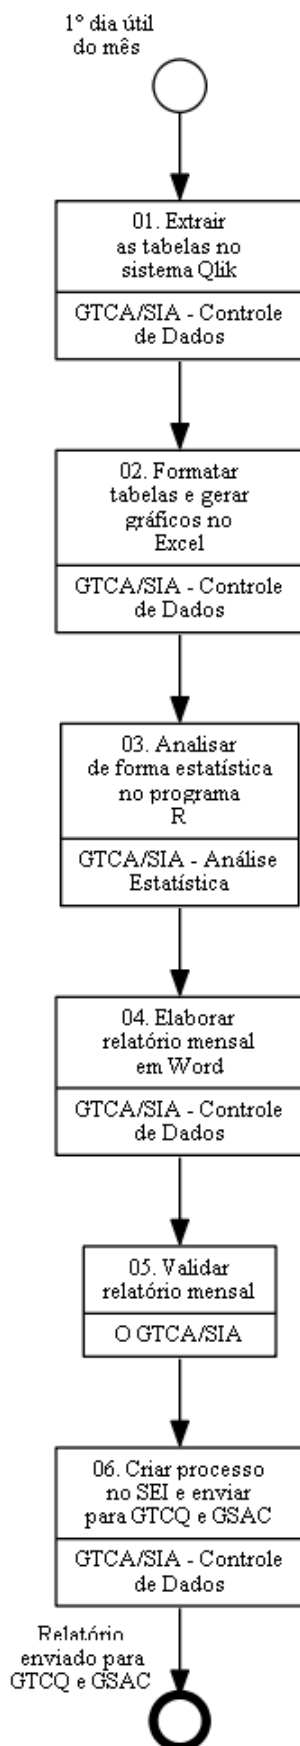 1° dia útil
do mês
01. Extrair
as tabelas no
sistema Qlik
GTCA/SIA - Controle
de Dados
02. Formatar
tabelas e gerar
gráficos no
Excel
GTCA/SIA - Controle
de Dados
03. Analisar
de forma estatística
no programa
R
GTCA/SIA - Análise
Estatística
04. Elaborar
relatório mensal
em Word
GTCA/SIA - Controle
de Dados
05. Validar
relatório mensal
O GTCA/SIA
06. Criar processo
no SEI e enviar
para GTCQ e GSAC
GTCA/SIA - Controle
de Dados
Relatório
enviado para
GTCQ e GSAC